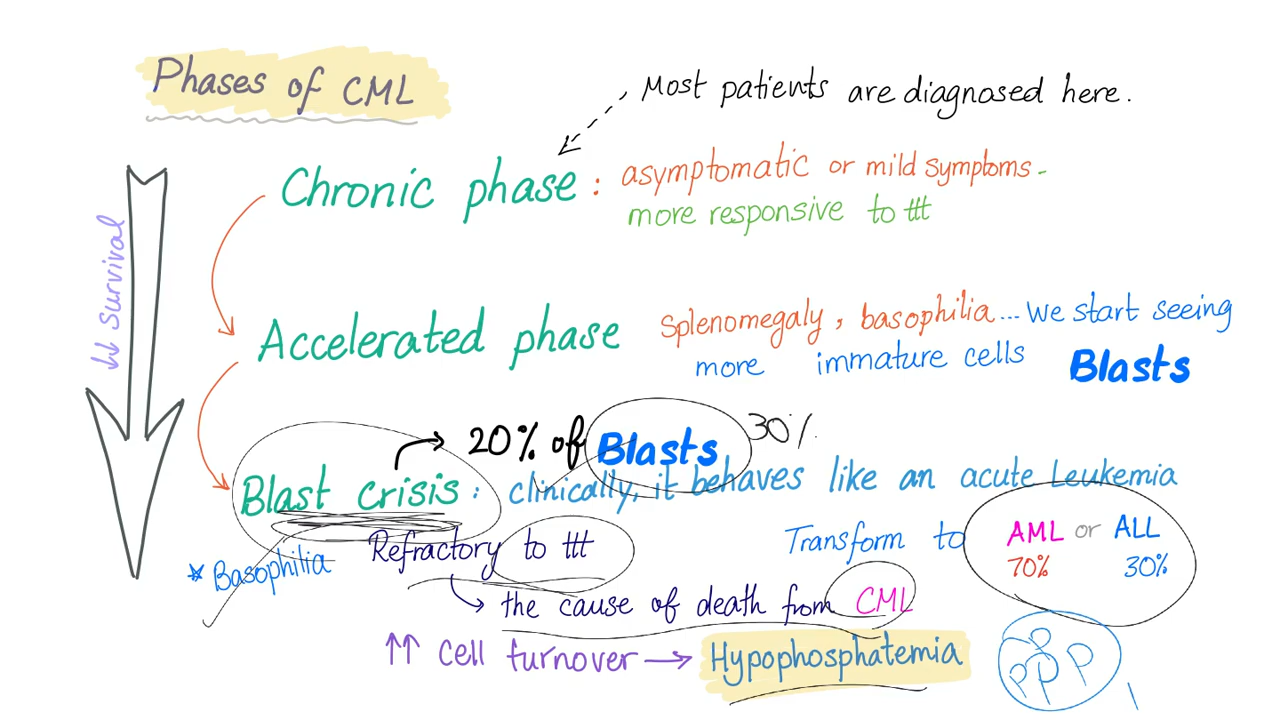 Phases of CML
Most patients are diagnosed here.
Chronic phase : asymptomatic or mild symptoms -
more responsive to ttt
↓↓ Survival
Accelerated phase
Splenomegaly , basophilia ... We start seeing
more immature cells Blasts
20% of Blasts 30%
Blast crisis : clinically, it behaves like an acute Leukemia
* Basophilia
Refractory to ttt
Transform to AML or ALL
70% 30%
the cause of death from CML
↑↑ Cell turnover → Hypophosphatemia
P
P P P